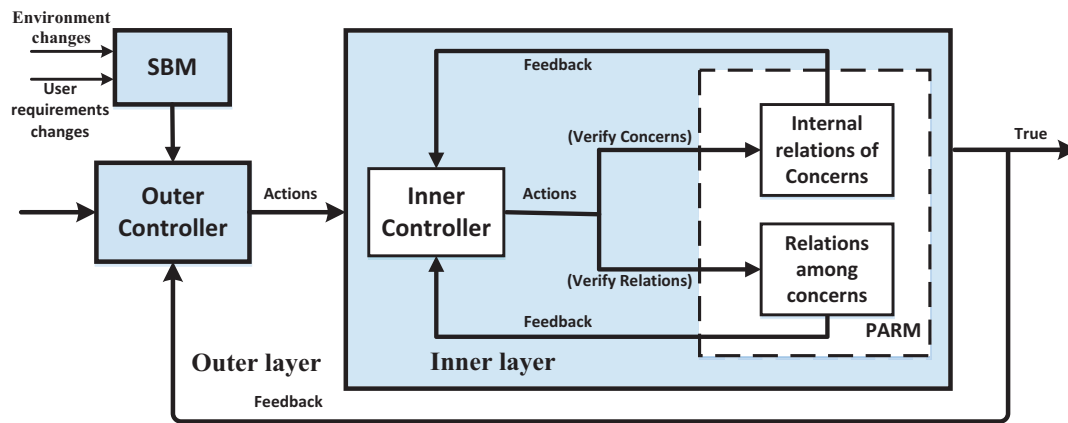 Environment
changes
SBM
User
requirements
changes
Outer
Controller
Actions
Feedback
(Verify Concerns)
Inner
Controller
Actions
(Verify Relations)
Feedback
Internal
relations of
Concerns
Relations
among
concerns
PARM
True
Outer layer
Inner layer
Feedback